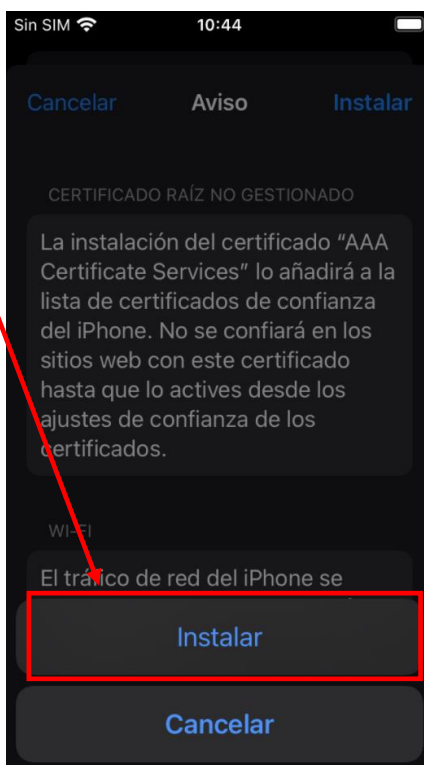 Sin SIM 10:44
Cancelar Aviso Instalar
CERTIFICADO RAÍZ NO GESTIONADO
La instalación del certificado “AAA
Certificate Services” lo añadirá a la
lista de certificados de confianza
del iPhone. No se confiará en los
sitios web con este certificado
hasta que lo actives desde los
ajustes de confianza de los
certificados.
WI-FI
El tráfico de red del iPhone se
Instalar
Cancelar